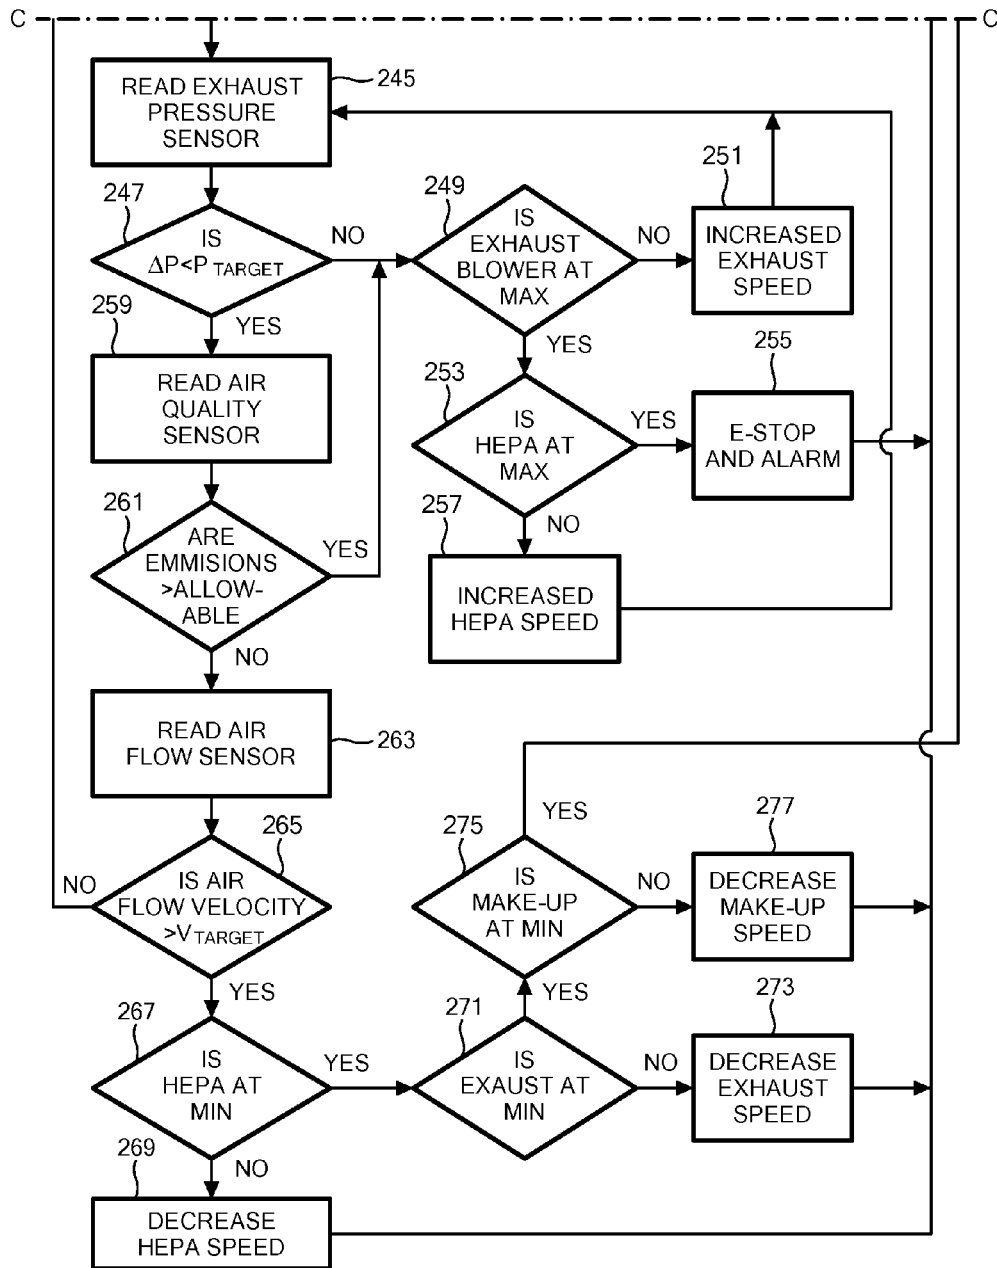 C
C
READ EXHAUST
PRESSURE
SENSOR
245
247
IS
ΔP<P TARGET
NO
YES
249
IS
EXHAUST
BLOWER AT
MAX
NO
YES
251
INCREASED
EXHAUST
SPEED
259
READ AIR
QUALITY
SENSOR
253
IS
HEPA AT
MAX
YES
NO
255
E-STOP
AND ALARM
261
ARE
EMMISIONS
>ALLOW-
ABLE
YES
NO
257
INCREASED
HEPA SPEED
READ AIR
FLOW SENSOR
263
265
IS AIR
FLOW VELOCITY
>VTARGET
NO
YES
275
IS
MAKE-UP
AT MIN
YES
NO
277
DECREASE
MAKE-UP
SPEED
267
IS
HEPA AT
MIN
YES
NO
271
IS
EXAUST AT
MIN
YES
NO
273
DECREASE
EXHAUST
SPEED
269
DECREASE
HEPA SPEED